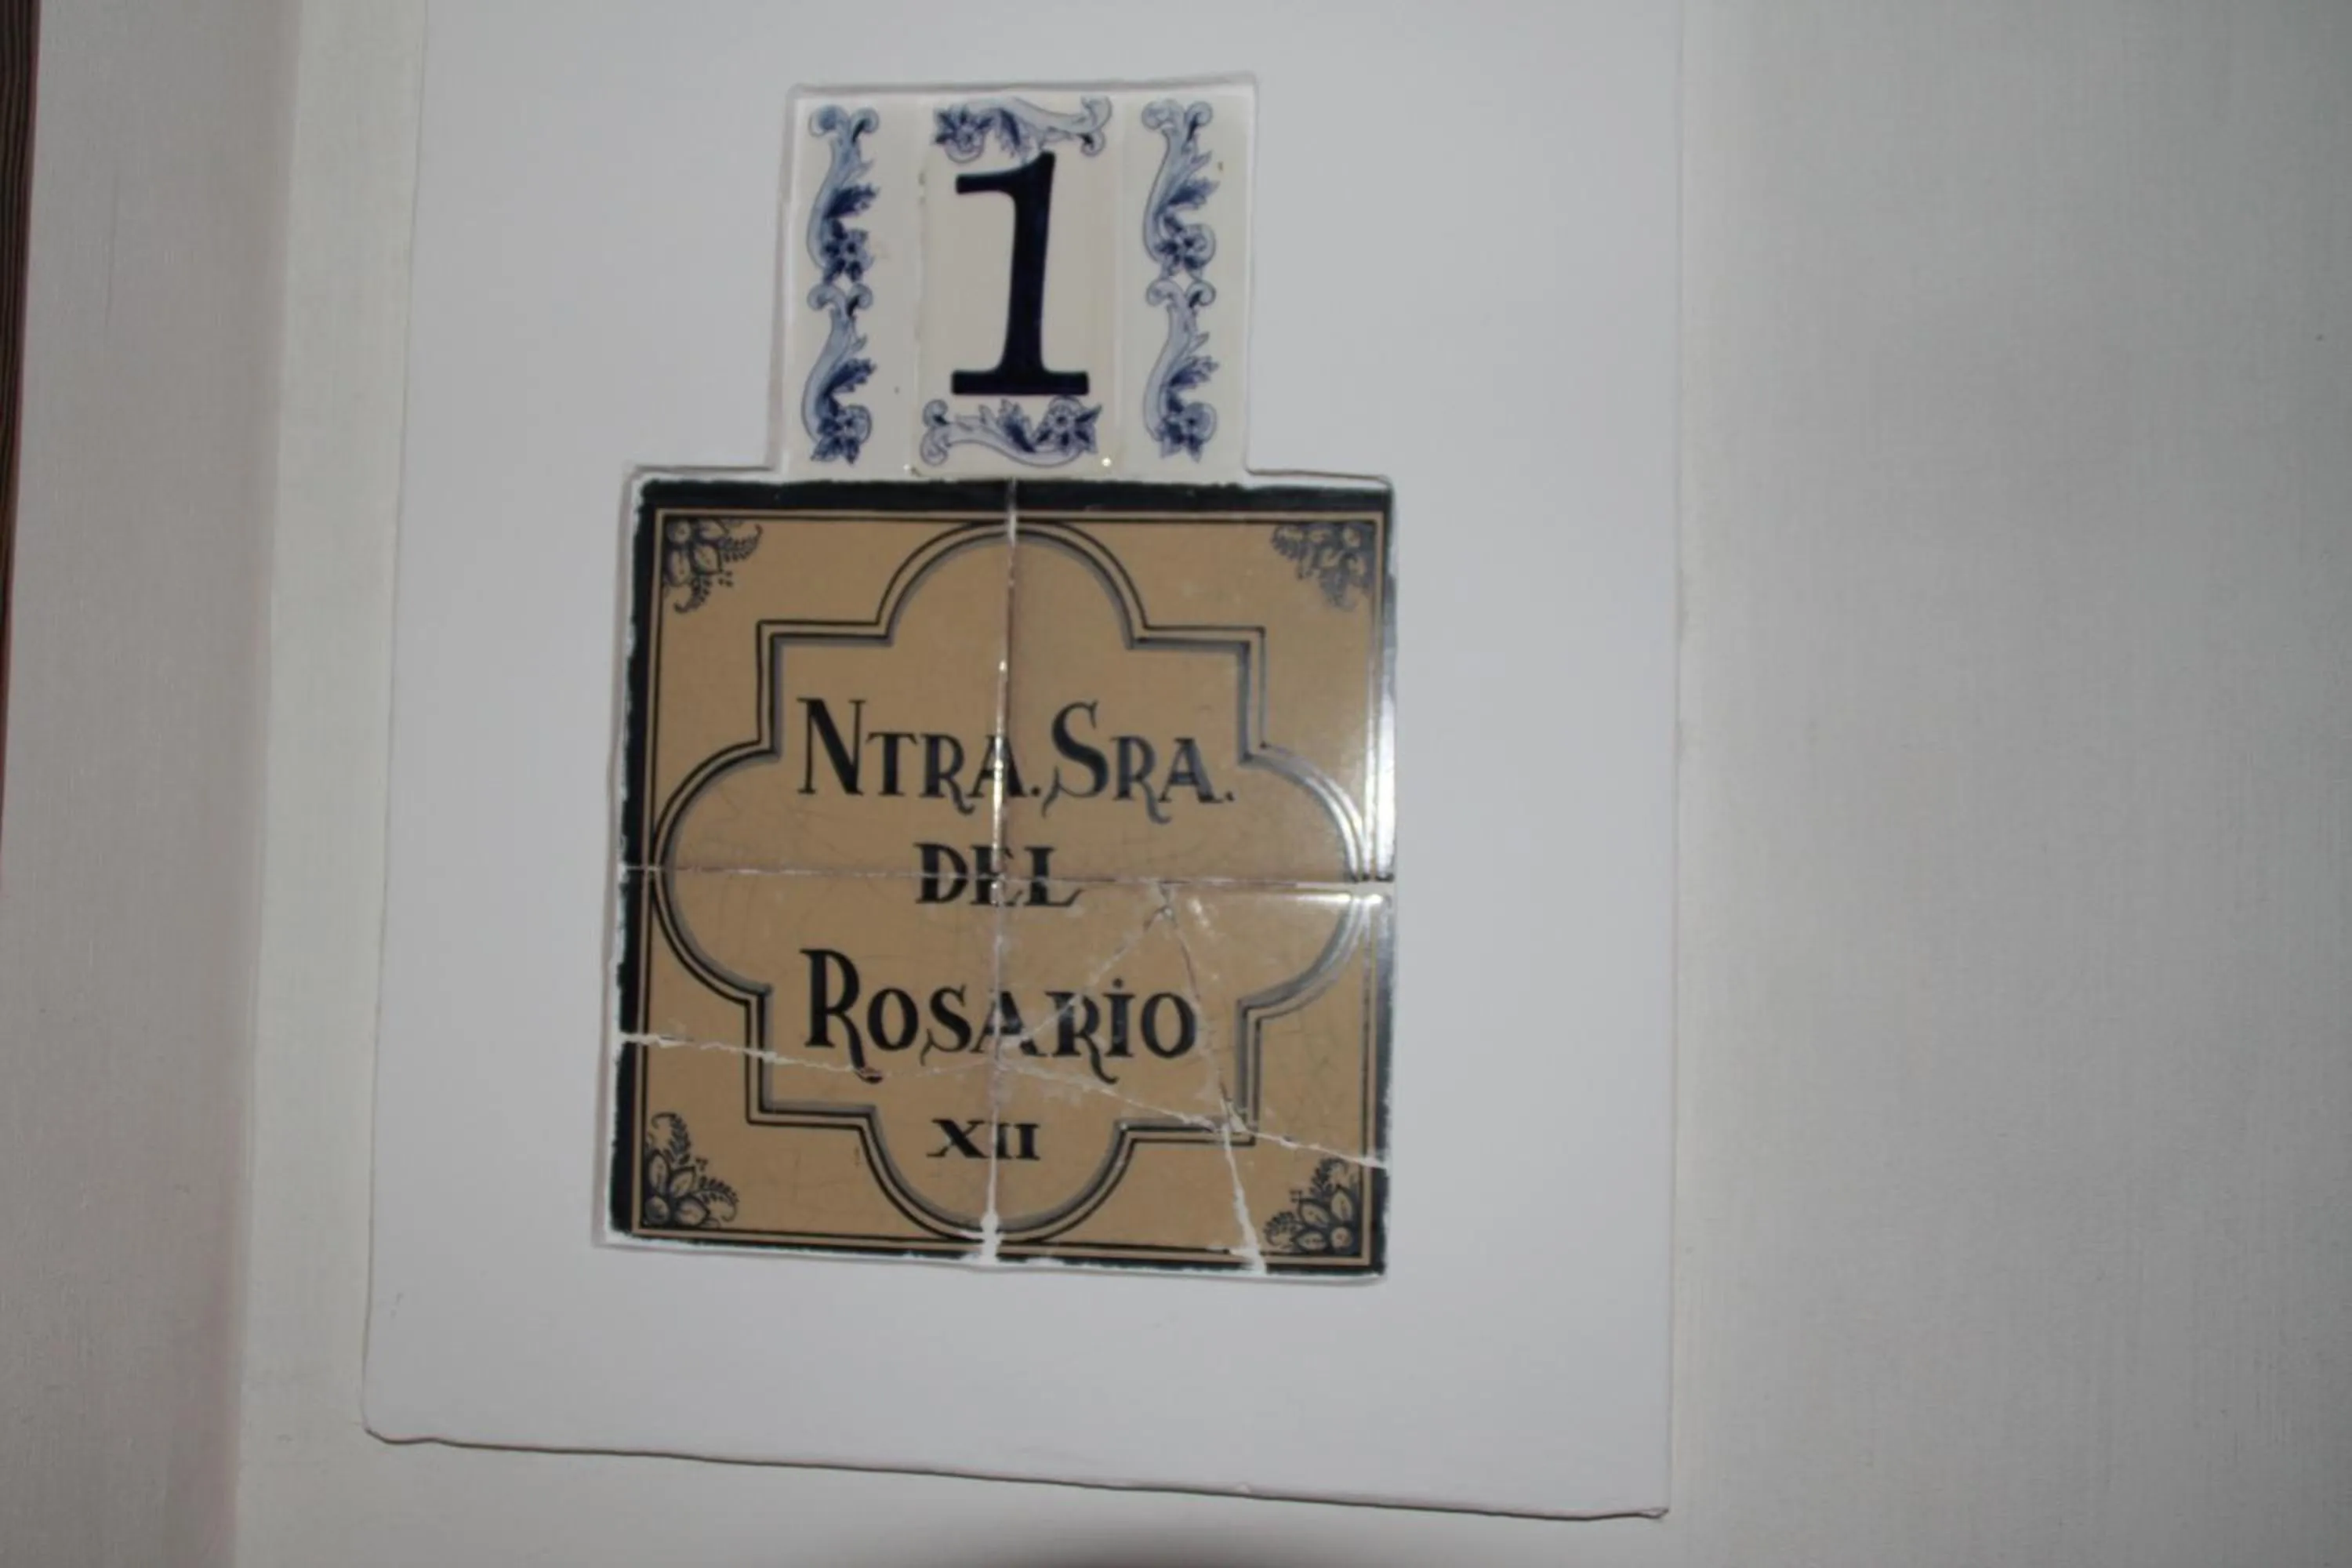 1
NTRA. SRA.
DEL
ROSARIO
XII